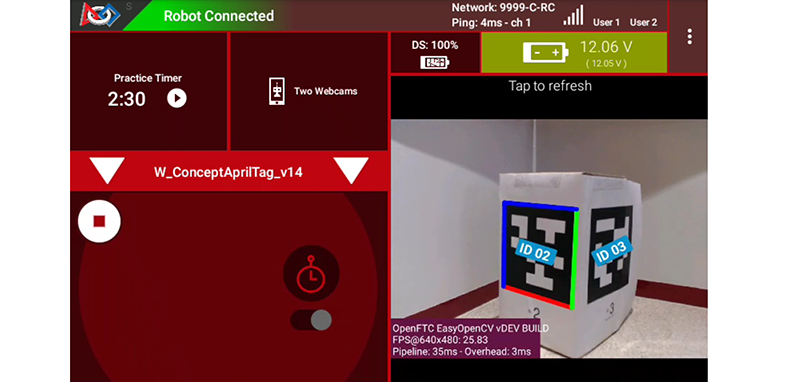 S
Robot Connected
Network: 9999-C-RC
Ping: 4ms - ch 1
User 1 User 2
DS: 100%
12.06 V
( 12.05 V )
Practice Timer
2:30
Two Webcams
Tap to refresh
W_ConceptAprilTag_v14
ID 02
ID 03
2
3
OpenFTC EasyOpenCV vDEV BUILD
FPS@640x480: 25.83
Pipeline: 35ms - Overhead: 3ms